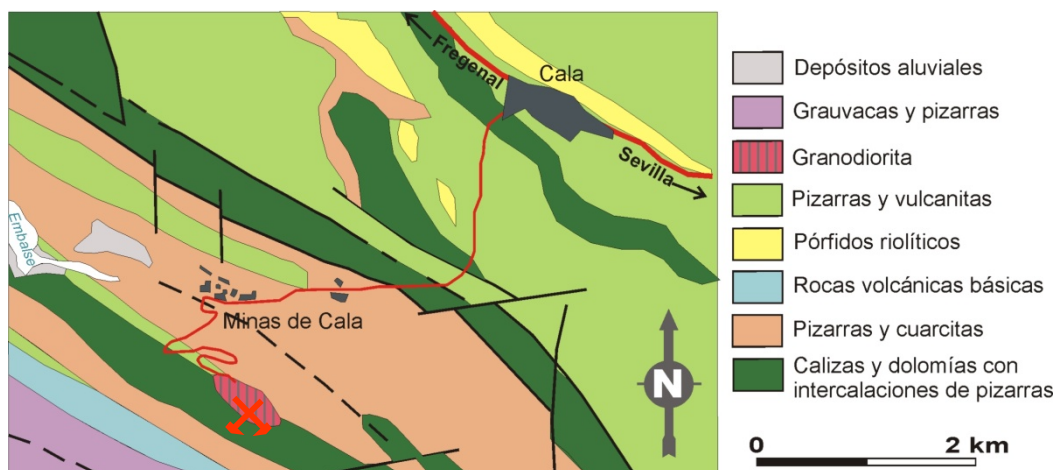 Fregenal
Cala
Sevilla
Embalse
Minas de Cala
N
Depósitos aluviales
Grauvacas y pizarras
Granodiorita
Pizarras y vulcanitas
Pórfidos riolíticos
Rocas volcánicas básicas
Pizarras y cuarcitas
Calizas y dolomías con
intercalaciones de pizarras
0 2 km